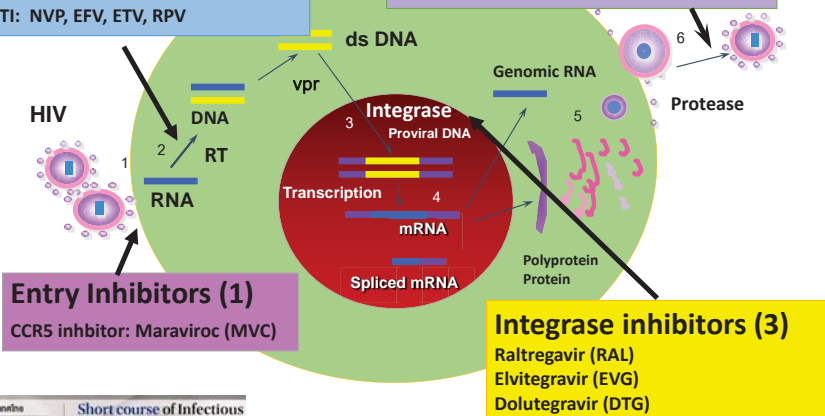 TI: NVP, EFV, ETV, RPV
ds DNA
6
Genomic RNA
vpr
DNA
HIV
Integrase
Protease
3
Proviral DNA
5
2
1
RT
RNA
Transcription
4
mRNA
Spliced mRNA
Polyprotein
Protein
Entry Inhibitors (1)
CCR5 inhbitor: Maraviroc (MVC)
Integrase inhibitors (3)
Raltregavir (RAL)
Elvitegravir (EVG)
Dolutegravir (DTG)
Short course of Infectious